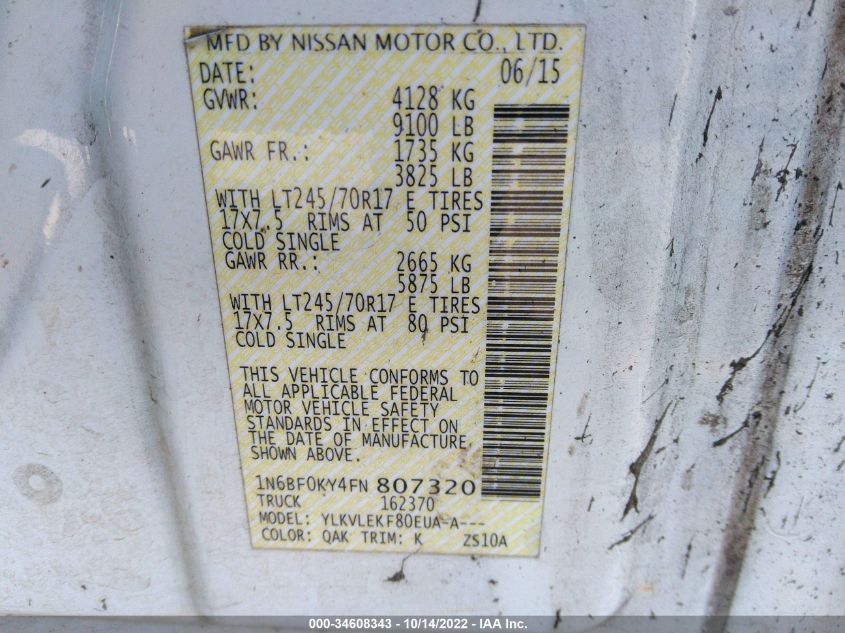 MFD BY NISSAN MOTOR CO., LTD.
DATE: 06/15
GVWR: 4128 KG
9100 LB
GAWR FR.: 1735 KG
3825 LB
WITH LT245/70R17 E TIRES
17X7.5 RIMS AT 50 PSI
COLD SINGLE
GAWR RR.: 2665 KG
5875 LB
WITH LT245/70R17 E TIRES
17X7.5 RIMS AT 80 PSI
COLD SINGLE
THIS VEHICLE CONFORMS TO
ALL APPLICABLE FEDERAL
MOTOR VEHICLE SAFETY
STANDARDS IN EFFECT ON
THE DATE OF MANUFACTURE
SHOWN ABOVE.
1N6BF0KY4FN 807320
TRUCK 162370
MODEL: YLKVLEKF80EUA-A---
COLOR: QAK TRIM: K ZS10A
000-34608343 - 10/14/2022 - IAA Inc.